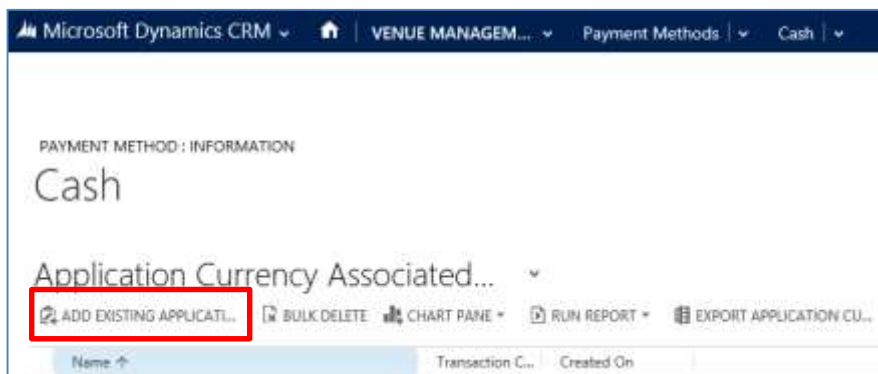 Microsoft Dynamics CRM VENUE MANAGEM... Payment Methods Cash
PAYMENT METHOD : INFORMATION
Cash
Application Currency Associated...
ADD EXISTING APPLICATI... BULK DELETE CHART PANE RUN REPORT EXPORT APPLICATION CU...
Name Transaction C... Created On